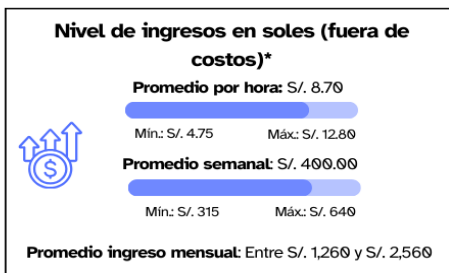 Nivel de ingresos en soles (fuera de
costos)*
Promedio por hora: S/. 8.70
Mín.: S/. 4.75 Máx.: S/. 12.80
$
Promedio semanal: S/. 400.00
Mín.: S/. 315 Máx.: S/. 640
Promedio ingreso mensual: Entre S/. 1,260 y S/. 2,560